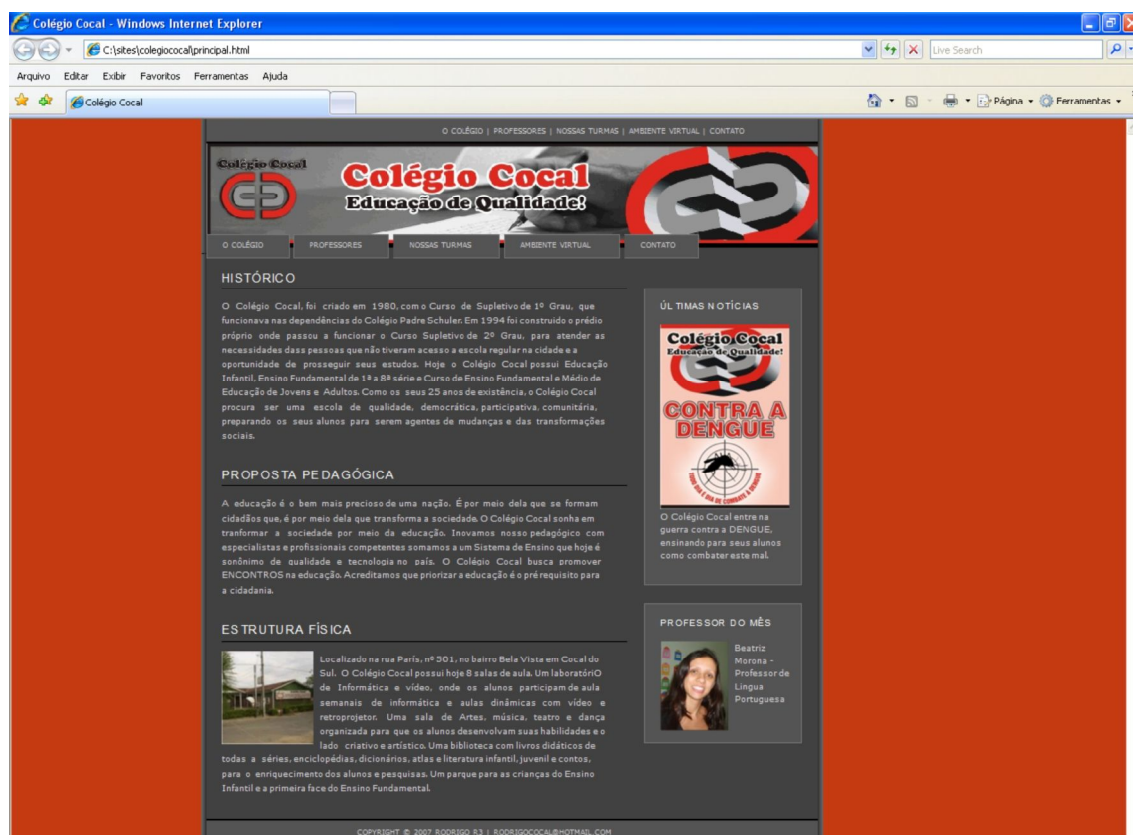 Colégio Cocal - Windows Internet Explorer
C:\sites\colegiococal\principal.html
Live Search
Arquivo Editar Exibir Favoritos Ferramentas Ajuda
Colégio Cocal
Página Ferramentas
O COLÉGIO | PROFESSORES | NOSSAS TURMAS | AMBIENTE VIRTUAL | CONTATO
Colégio Cocal
Colégio Cocal
Educação de Qualidade!
O COLÉGIO PROFESSORES NOSSAS TURMAS AMBIENTE VIRTUAL CONTATO
HISTÓRICO
O Colégio Cocal, foi criado em 1980, com o Curso de Supletivo de 1º Grau, que
funcionava nas dependências do Colégio Padre Schuler. Em 1994 foi construido o prédio
próprio onde passou a funcionar o Curso Supletivo de 2º Grau, para atender as
necessidades dass pessoas que não tiveram acesso a escola regular na cidade e a
oportunidade de prosseguir seus estudos. Hoje o Colégio Cocal possui Educação
Infantil, Ensino Fundamental de 1ª a 8ª série e Curso de Ensino Fundamental e Médio de
Educação de Jovens e Adultos. Como os seus 25 anos de existência, o Colégio Cocal
procura ser uma escola de qualidade, democrática, participativa, comunitária,
preparando os seus alunos para serem agentes de mudanças e das transformações
sociais.
PROPOSTA PEDAGÓGICA
A educação é o bem mais precioso de uma nação. É por meio dela que se formam
cidadãos que, é por meio dela que transforma a sociedade. O Colégio Cocal sonha em
tranformar a sociedade por meio da educação. Inovamos nosso pedagógico com
especialistas e profissionais competentes somamos a um Sistema de Ensino que hoje é
sonônimo de qualidade e tecnologia no país. O Colégio Cocal busca promover
ENCONTROS na educação. Acreditamos que priorizar a educação é o pré requisito para
a cidadania.
ESTRUTURA FÍSICA
Localizado na rua París, nº 301, no bairro Bela Vista em Cocal do
Sul. O Colégio Cocal possui hoje 8 salas de aula. Um laboratóriO
de Informática e vídeo, onde os alunos participam de aula
semanais de informática e aulas dinâmicas com vídeo e
retroprojetor. Uma sala de Artes, música, teatro e dança
organizada para que os alunos desenvolvam suas habilidades e o
lado criativo e artístico. Uma biblioteca com livros didáticos de
todas a séries, enciclopédias, dicionários, atlas e literatura infantil, juvenil e contos,
para o enriquecimento dos alunos e pesquisas. Um parque para as crianças do Ensino
Infantil e a primeira face do Ensino Fundamental.
ÚLTIMAS NOTÍCIAS
Colégio Cocal
Educação de Qualidade!
CONTRA A
DENGUE
TODO DIA É DIA DE COMBATE À DENGUE
O Colégio Cocal entre na
guerra contra a DENGUE,
ensinando para seus alunos
como combater este mal.
PROFESSOR DO MÊS
Beatriz
Morona -
Professor de
Lingua
Portuguesa
COPYRIGHT © 2007 RODRIGO R3 | RODRIGOCOCAL@HOTMAIL.COM